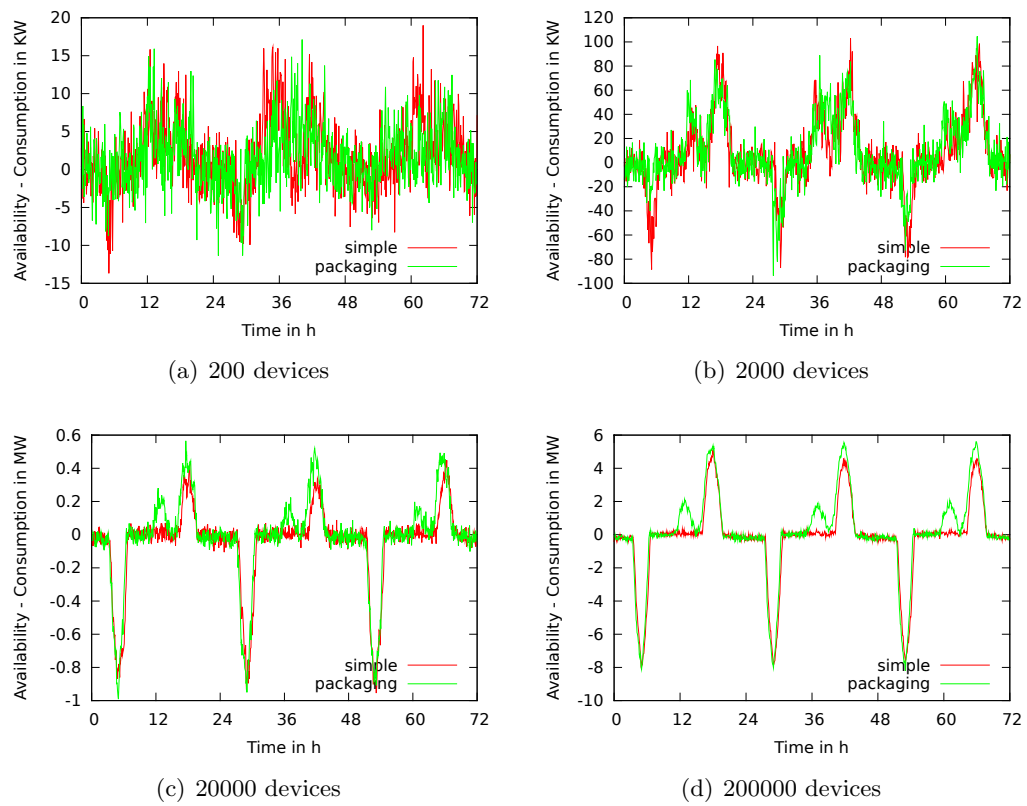 Availability - Consumption in KW
20
15
10
5
0
-5
-10
-15
simple
packaging
0 12 24 36 48 60 72
Time in h
(a) 200 devices
Availability - Consumption in KW
120
100
80
60
40
20
0
-20
-40
-60
-80
-100
simple
packaging
0 12 24 36 48 60 72
Time in h
(b) 2000 devices
Availability - Consumption in MW
0.6
0.4
0.2
0
-0.2
-0.4
-0.6
-0.8
-1
simple
packaging
0 12 24 36 48 60 72
Time in h
(c) 20000 devices
Availability - Consumption in MW
6
4
2
0
-2
-4
-6
-8
-10
simple
packaging
0 12 24 36 48 60 72
Time in h
(d) 200000 devices